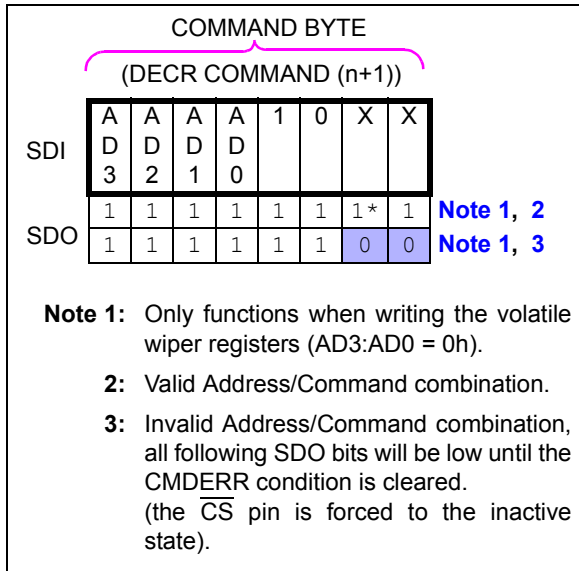 COMMAND BYTE
(DECR COMMAND (n+1))
SDI
A A A A 1 0 X X
D D D D
3 2 1 0
1 1 1 1 1 1 1* 1 Note 1, 2
SDO
1 1 1 1 1 1 0 0 Note 1, 3
Note 1: Only functions when writing the volatile
wiper registers (AD3:AD0 = 0h).
2: Valid Address/Command combination.
3: Invalid Address/Command combination,
all following SDO bits will be low until the
CMDERR condition is cleared.
(the C̅S̅ pin is forced to the inactive
state).